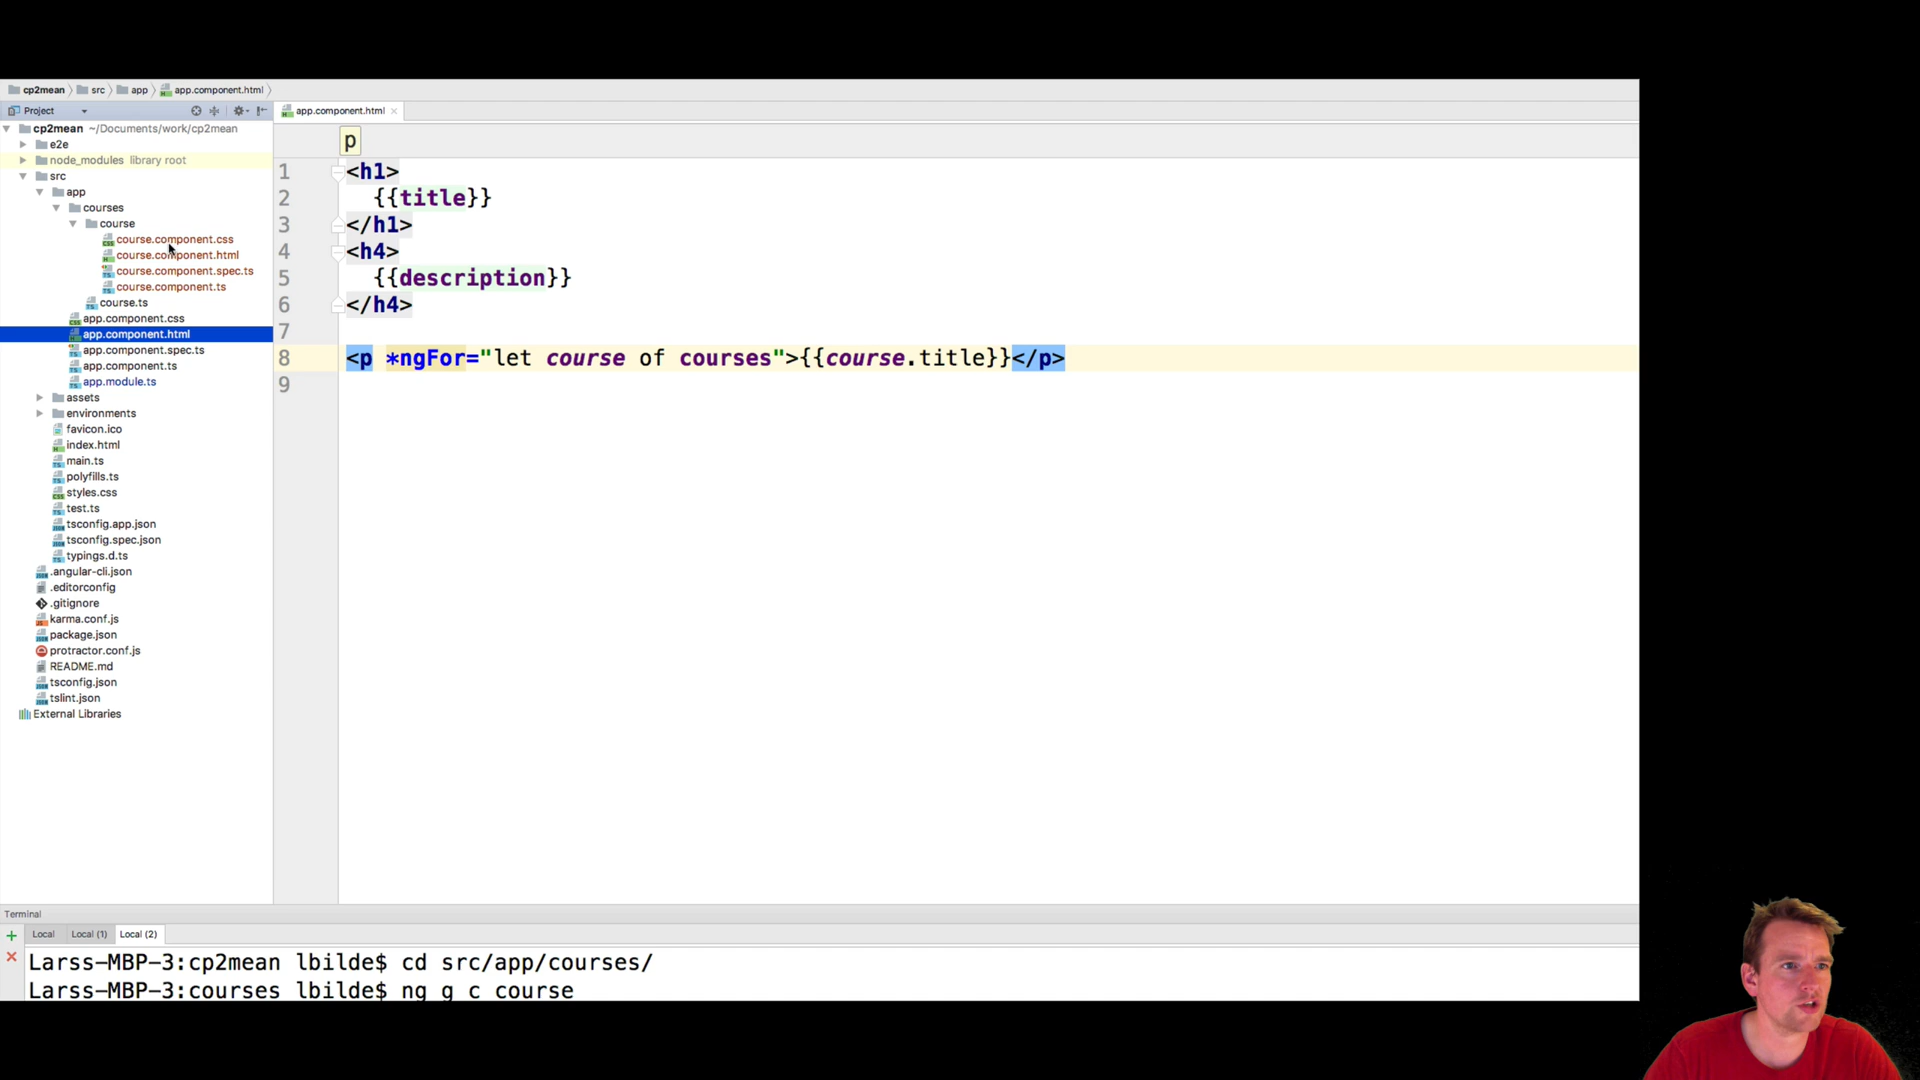 cp2mean src app app.component.html
Project
app.component.html
cp2mean ~/Documents/work/cp2mean
e2e
node_modules library root
src
app
courses
course
course.component.css
course.component.html
course.component.spec.ts
course.component.ts
course.ts
app.component.css
app.component.html
app.component.spec.ts
app.component.ts
app.module.ts
assets
environments
favicon.ico
index.html
main.ts
polyfills.ts
styles.css
test.ts
tsconfig.app.json
tsconfig.spec.json
typings.d.ts
.angular-cli.json
.editorconfig
.gitignore
karma.conf.js
package.json
protractor.conf.js
README.md
tsconfig.json
tslint.json
External Libraries
p
1 <h1>
2 {{title}}
3 </h1>
4 <h4>
5 {{description}}
6 </h4>
7
8 <p *ngFor="let course of courses">{{course.title}}</p>
9
Terminal
Local Local (1) Local (2)
Larss-MBP-3:cp2mean lbilde$ cd src/app/courses/
Larss-MBP-3:courses lbilde$ ng g c course